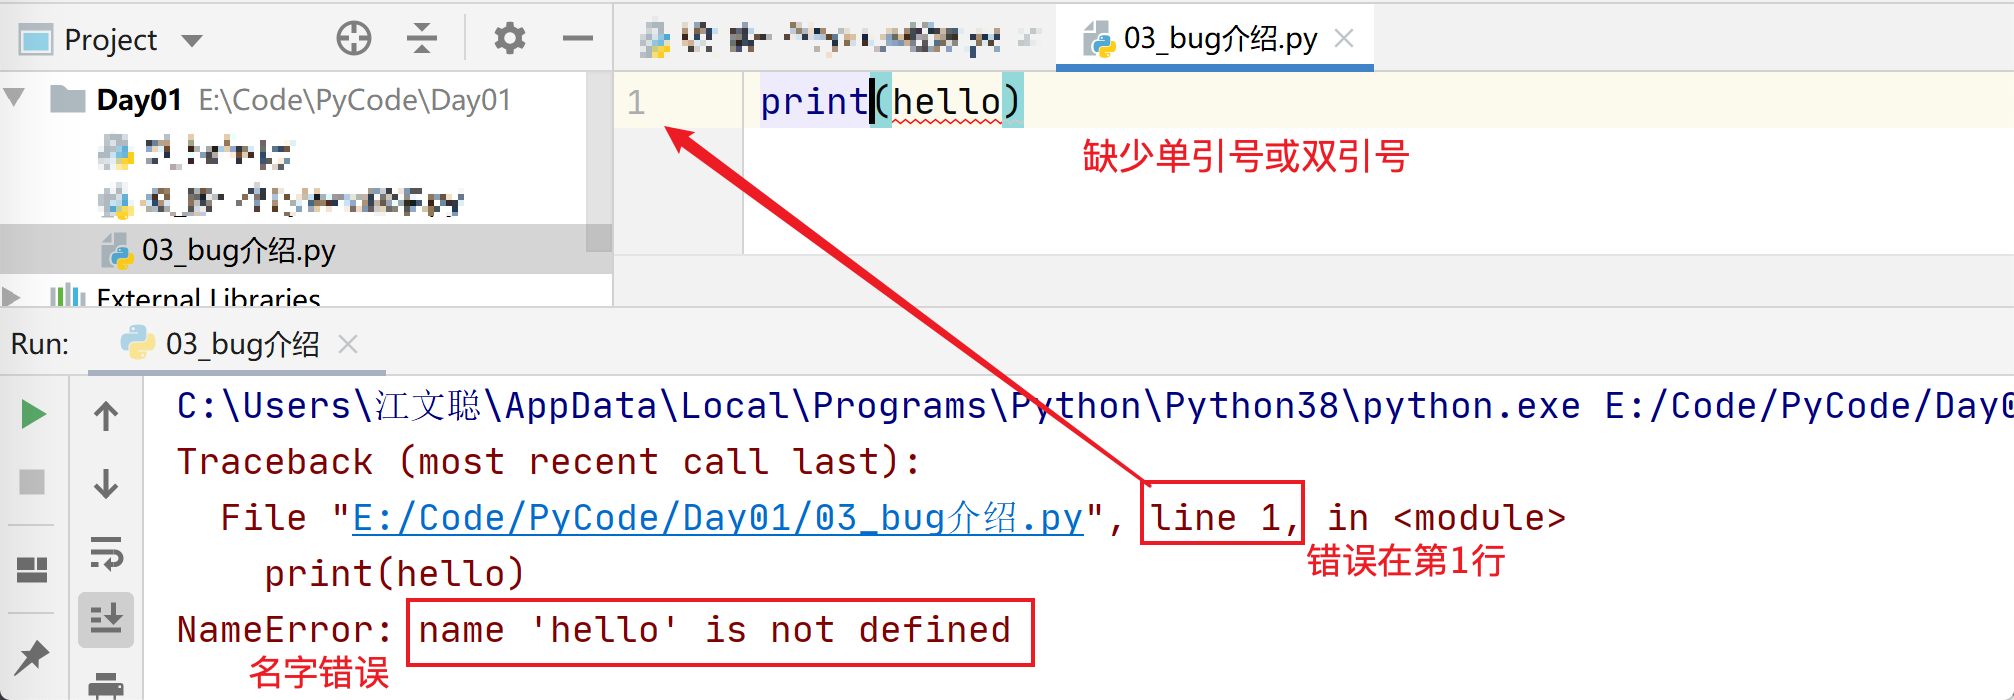 Project
03_bug介绍.py
Day01 E:\Code\PyCode\Day01
03_bug介绍.py
External Libraries
1 print(hello)
缺少单引号或双引号
Run: 03_bug介绍
C:\Users\江文聪\AppData\Local\Programs\Python\Python38\python.exe E:/Code/PyCode/Day0
Traceback (most recent call last):
File "E:/Code/PyCode/Day01/03_bug介绍.py", line 1, in <module>
错误在第1行
print(hello)
NameError: name 'hello' is not defined
名字错误